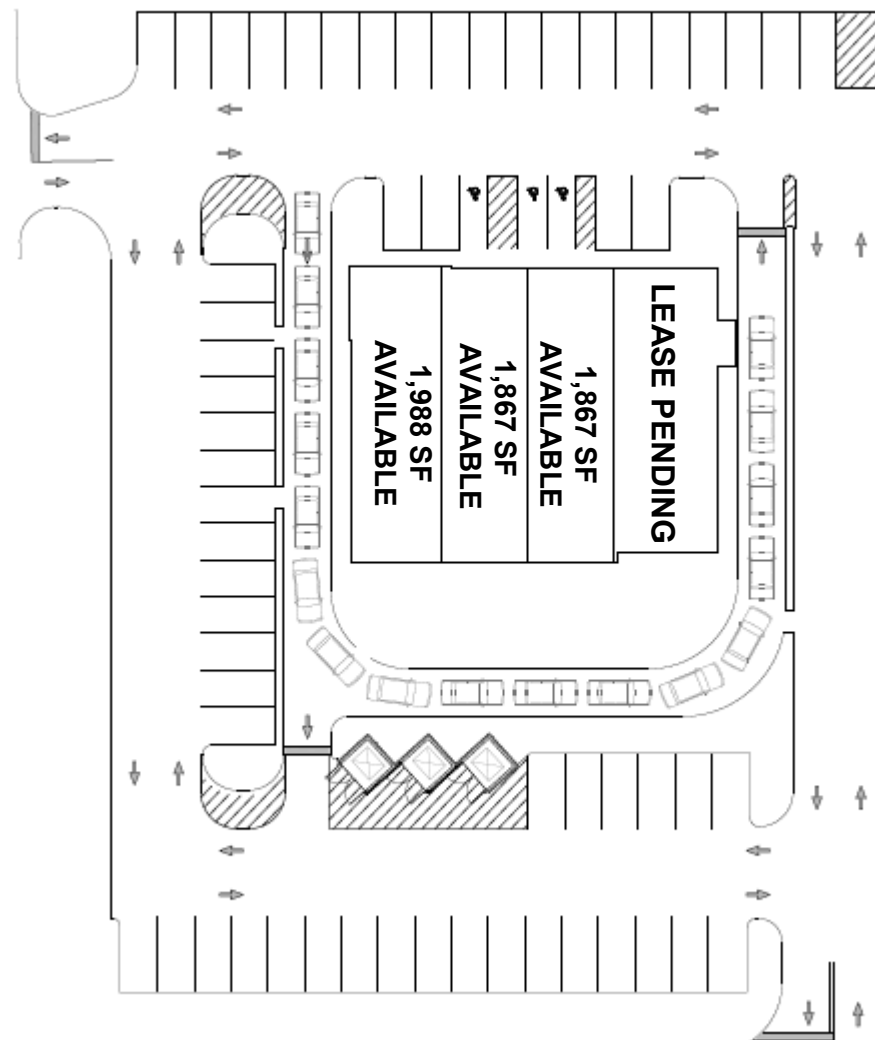 1,988 SF
AVAILABLE
1,867 SF
AVAILABLE
1,867 SF
AVAILABLE
LEASE PENDING